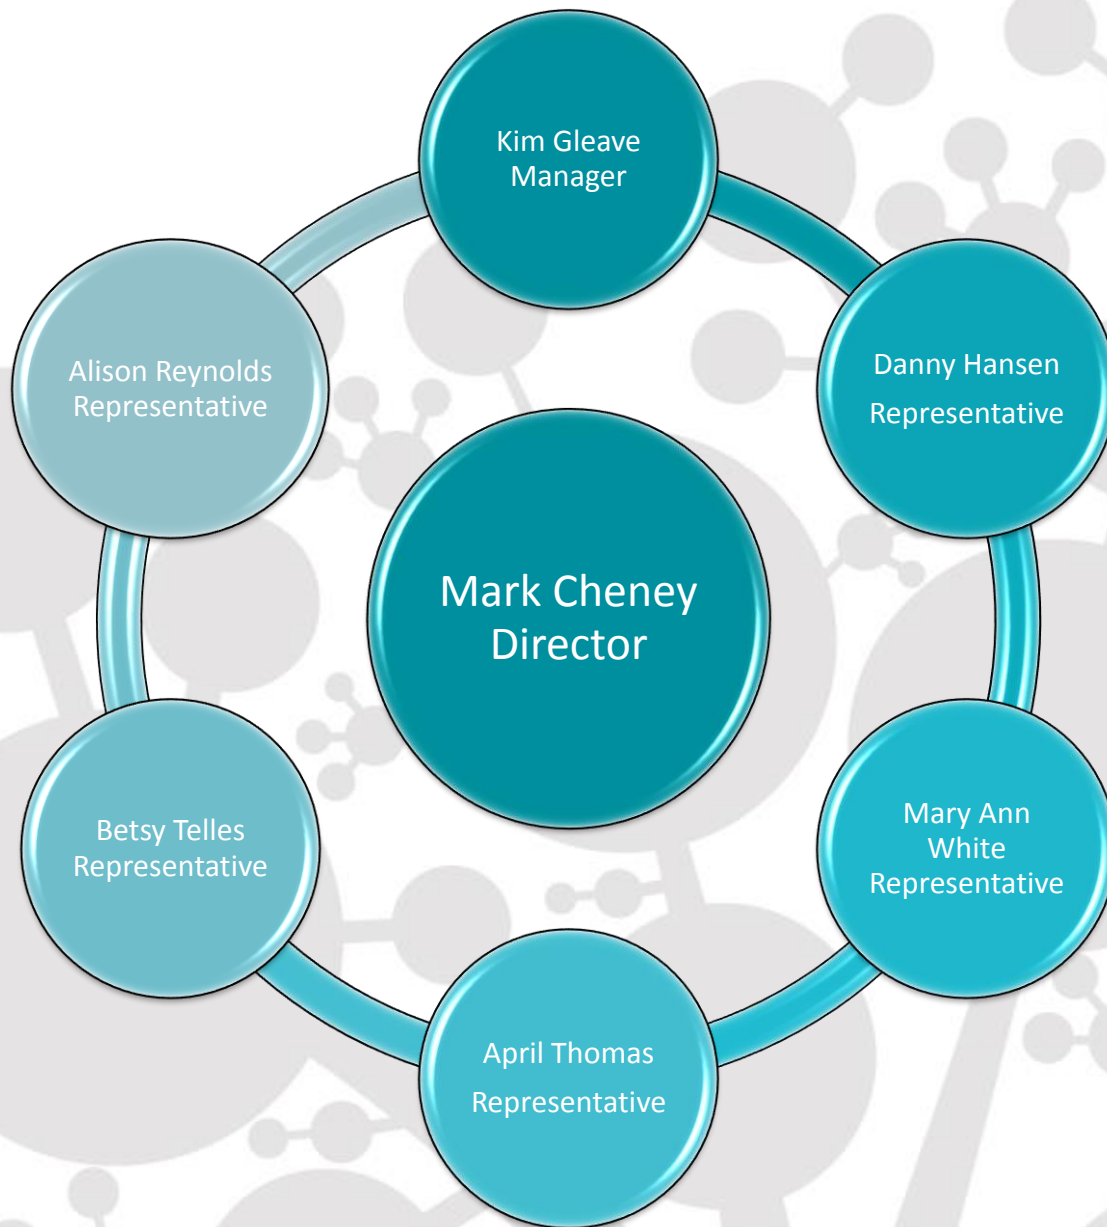 Kim Gleave
Manager
Danny Hansen
Representative
Mary Ann
White
Representative
April Thomas
Representative
Betsy Telles
Representative
Alison Reynolds
Representative
Mark Cheney
Director